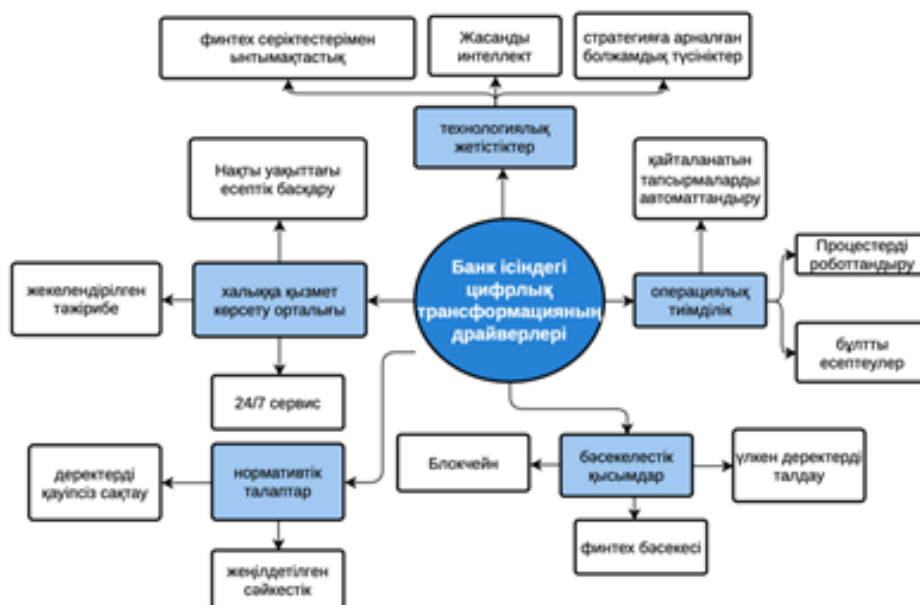 финтех серіктестерімен
ынтымақтастық
Жасанды
интеллект
стратегияға арналған
болжамдық түсініктер
технологиялық
жетістіктер
Нақты уақыттағы
есептік басқару
қайталанатын
тапсырмаларды
автоматтандыру
Банк ісіндегі
цифрлық
трансформацияның
драйверлері
жекелендірілген
тәжірибе
халыққа қызмет
көрсету орталығы
операциялық
тиімділік
Процестерді
роботтандыру
бұлтты
есептеулер
24/7 сервис
деректерді
қауіпсіз сақтау
нормативтік
талаптар
Блокчейн
бәсекелестік
қысымдар
үлкен деректерді
талдау
финтех бәсекесі
жеңілдетілген
сәйкестік